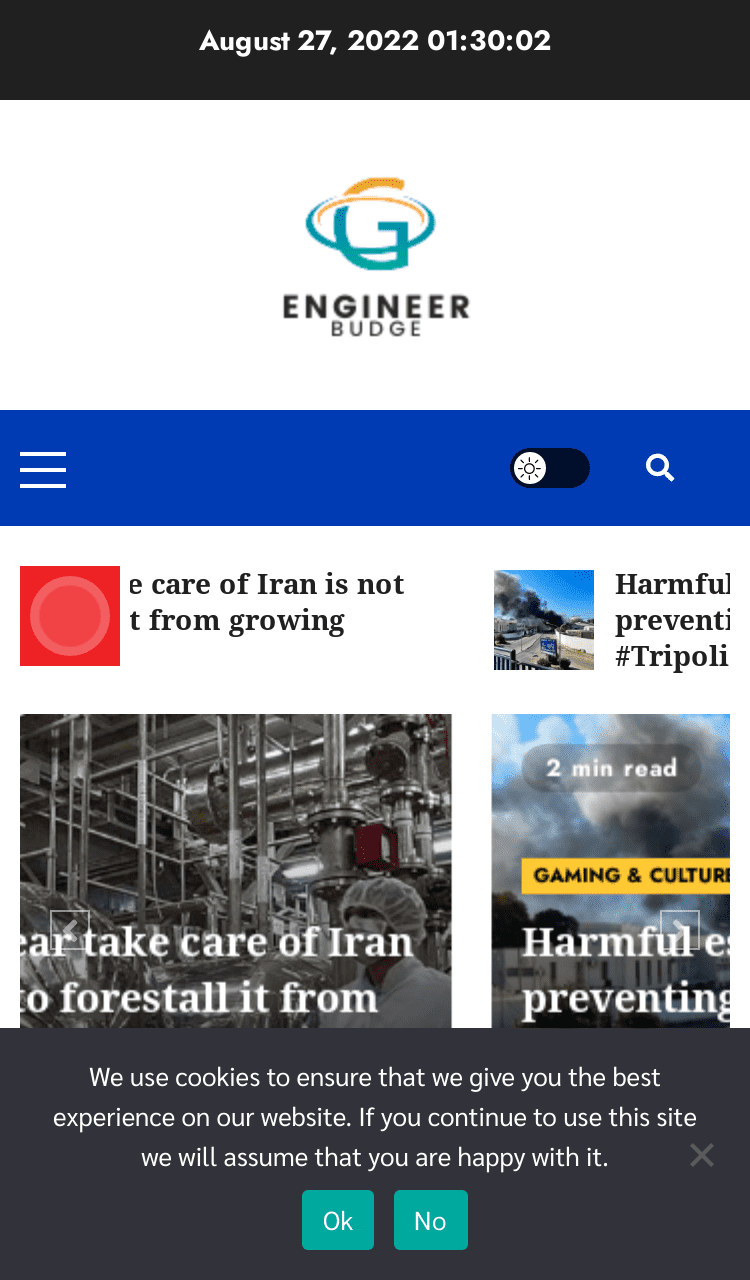 August 27, 2022 01:30:02
ENGINEER
BUDGE
e care of Iran is not
t from growing
Harmful
preventi
#Tripoli
2 min read
GAMING & CULTURE
ear take care of Iran
to forestall it from
Harmful es
preventing
We use cookies to ensure that we give you the best
experience on our website. If you continue to use this site
we will assume that you are happy with it.
Ok
No